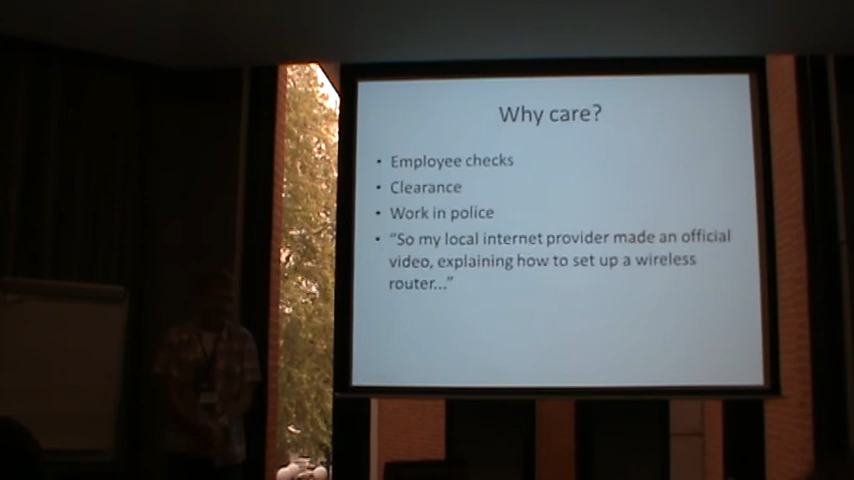 Why care?
• Employee checks
• Clearance
• Work in police
• “So my local internet provider made an official
video, explaining how to set up a wireless
router...”